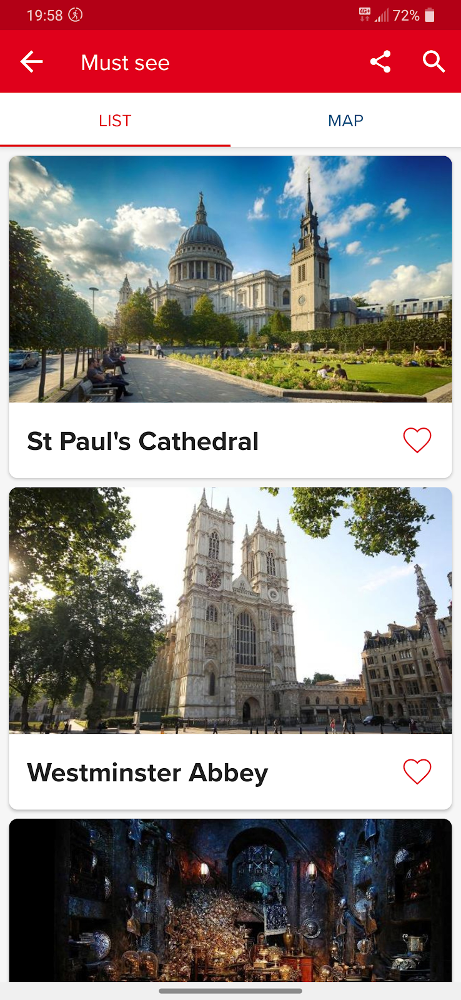 19:58 4G+ 72%
Must see
LIST MAP
St Paul's Cathedral
Westminster Abbey